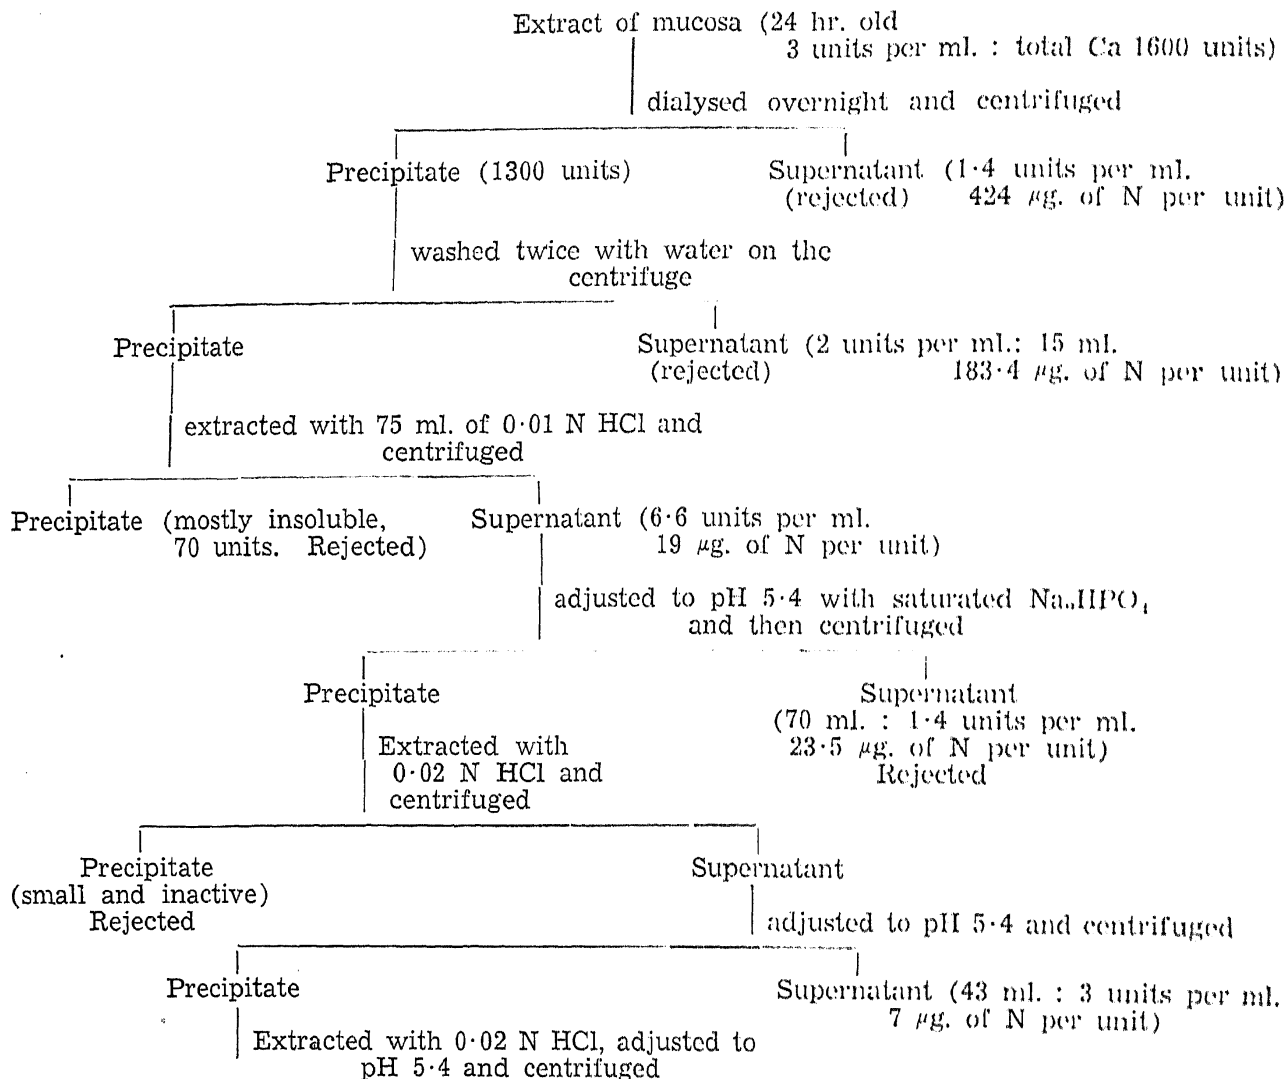 Extract of mucosa (24 hr. old
3 units per ml. : total Ca 1600 units)
dialysed overnight and centrifuged
Precipitate (1300 units)
Supernatant (1·4 units per ml.
(rejected) 424 µg. of N per unit)
washed twice with water on the
centrifuge
Precipitate
Supernatant (2 units per ml.: 15 ml.
(rejected) 183·4 µg. of N per unit)
extracted with 75 ml. of 0·01 N HCl and
centrifuged
Precipitate (mostly insoluble,
70 units. Rejected)
Supernatant (6·6 units per ml.
19 µg. of N per unit)
adjusted to pH 5·4 with saturated Na₂HPO₄
and then centrifuged
Precipitate
Supernatant
(70 ml. : 1·4 units per ml.
23·5 µg. of N per unit)
Rejected
Extracted with
0·02 N HCl and
centrifuged
Precipitate
(small and inactive)
Rejected
Supernatant
adjusted to pH 5·4 and centrifuged
Precipitate
Supernatant (43 ml. : 3 units per ml.
7 µg. of N per unit)
Extracted with 0·02 N HCl, adjusted to
pH 5·4 and centrifuged